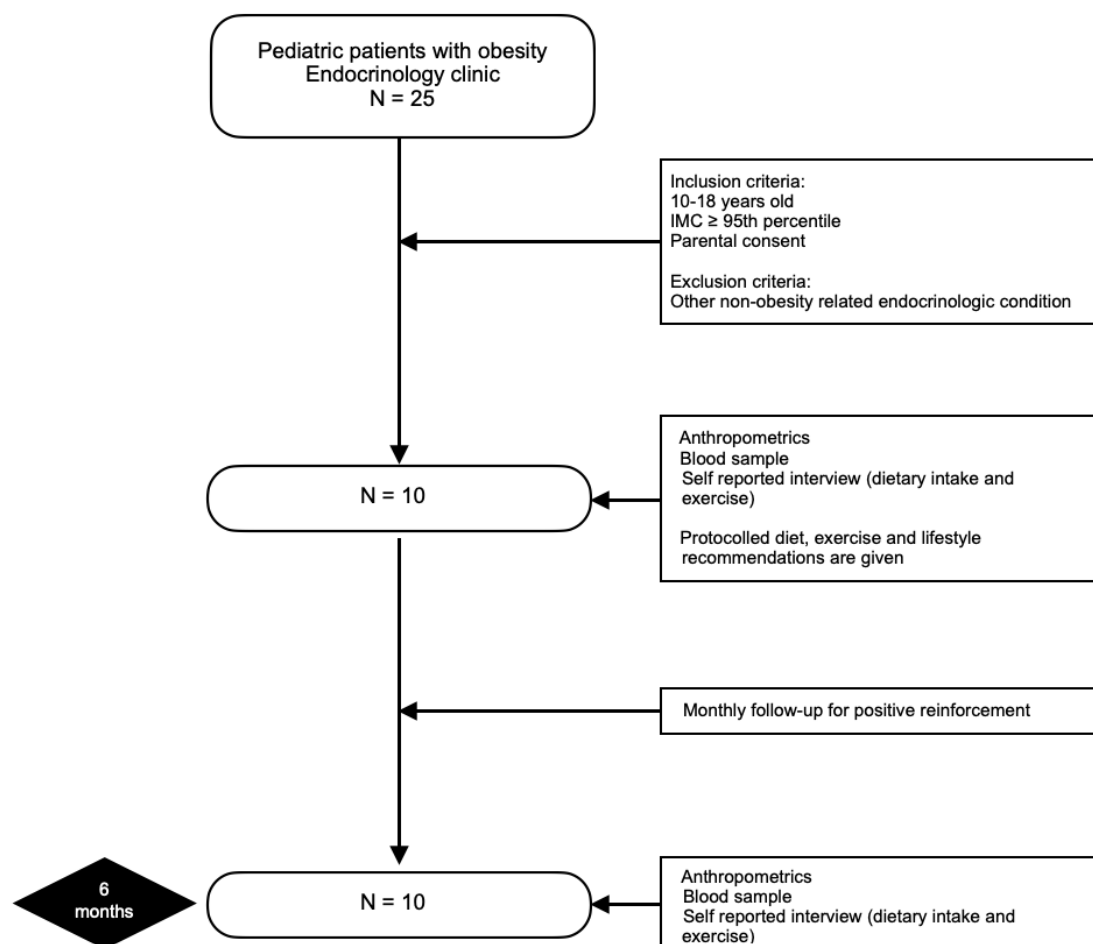 Pediatric patients with obesity
Endocrinology clinic
N = 25
Inclusion criteria:
10-18 years old
IMC ≥ 95th percentile
Parental consent
Exclusion criteria:
Other non-obesity related endocrinologic condition
Anthropometrics
Blood sample
Self reported interview (dietary intake and
exercise)
Protocolled diet, exercise and lifestyle
recommendations are given
N = 10
Monthly follow-up for positive reinforcement
6
months
N = 10
Anthropometrics
Blood sample
Self reported interview (dietary intake and
exercise)